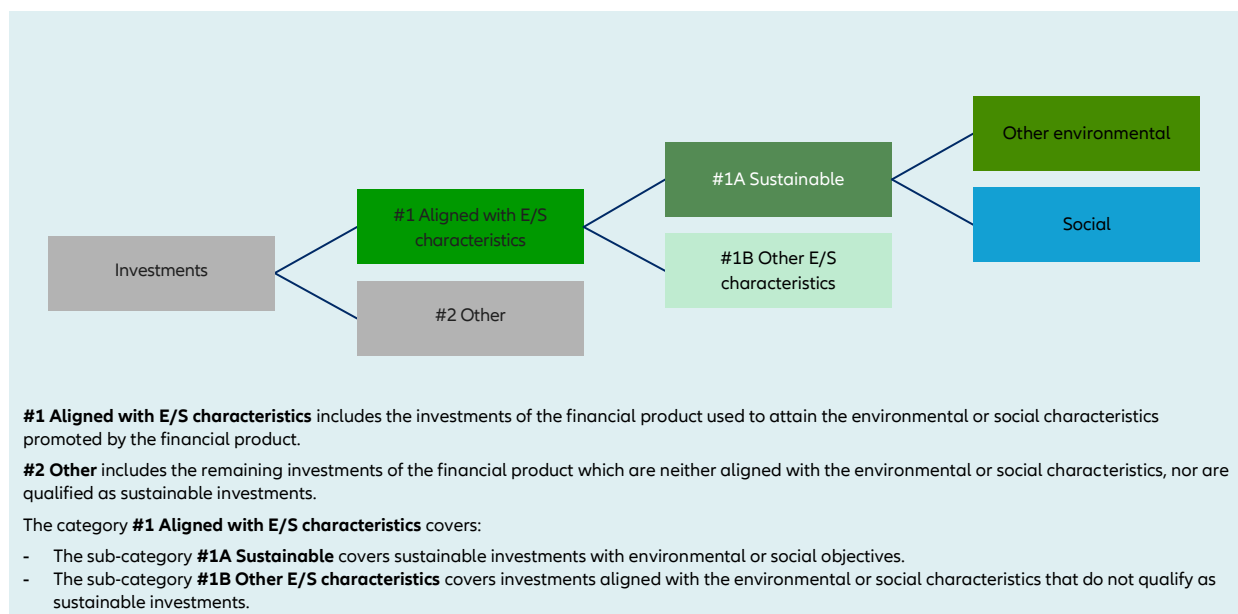 Other environmental
#1A Sustainable
#1 Aligned with E/S
characteristics
Social
Investments
#1B Other E/S
characteristics
#2 Other
#1 Aligned with E/S characteristics includes the investments of the financial product used to attain the environmental or social characteristics
promoted by the financial product.
#2 Other includes the remaining investments of the financial product which are neither aligned with the environmental or social characteristics, nor are
qualified as sustainable investments.
The category #1 Aligned with E/S characteristics covers:
- The sub-category #1A Sustainable covers sustainable investments with environmental or social objectives.
- The sub-category #1B Other E/S characteristics covers investments aligned with the environmental or social characteristics that do not qualify as
sustainable investments.